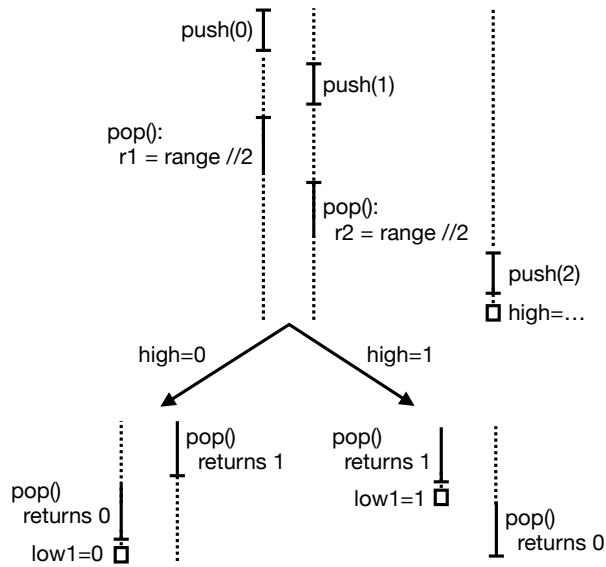 push(0)
push(1)
pop():
r1 = range //2
pop():
r2 = range //2
push(2)
high=...
high=0
high=1
pop()
returns 1
pop()
returns 0
low1=0
pop()
returns 1
low1=1
pop()
returns 0